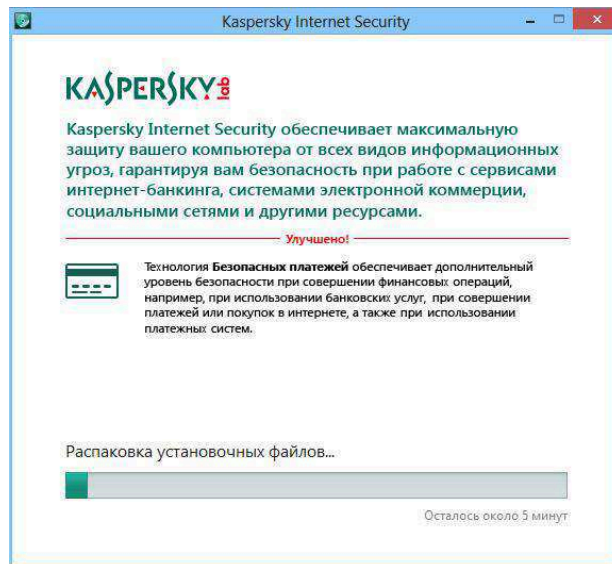 Kaspersky Internet Security
KASPERSKY lab
Kaspersky Internet Security обеспечивает максимальную
защиту вашего компьютера от всех видов информационных
угроз, гарантируя вам безопасность при работе с сервисами
интернет-банкинга, системами электронной коммерции,
социальными сетями и другими ресурсами.
Улучшено!
Технология Безопасных платежей обеспечивает дополнительный
уровень безопасности при совершении финансовых операций,
например, при использовании банковских услуг, при совершении
платежей или покупок в интернете, а также при использовании
платежных систем.
Распаковка установочных файлов...
Осталось около 5 минут